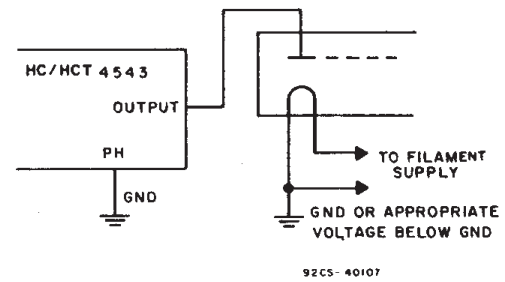 HC/HCT 4543
OUTPUT
PH
GND
TO FILAMENT
SUPPLY
GND OR APPROPRIATE
VOLTAGE BELOW GND
92CS-40107